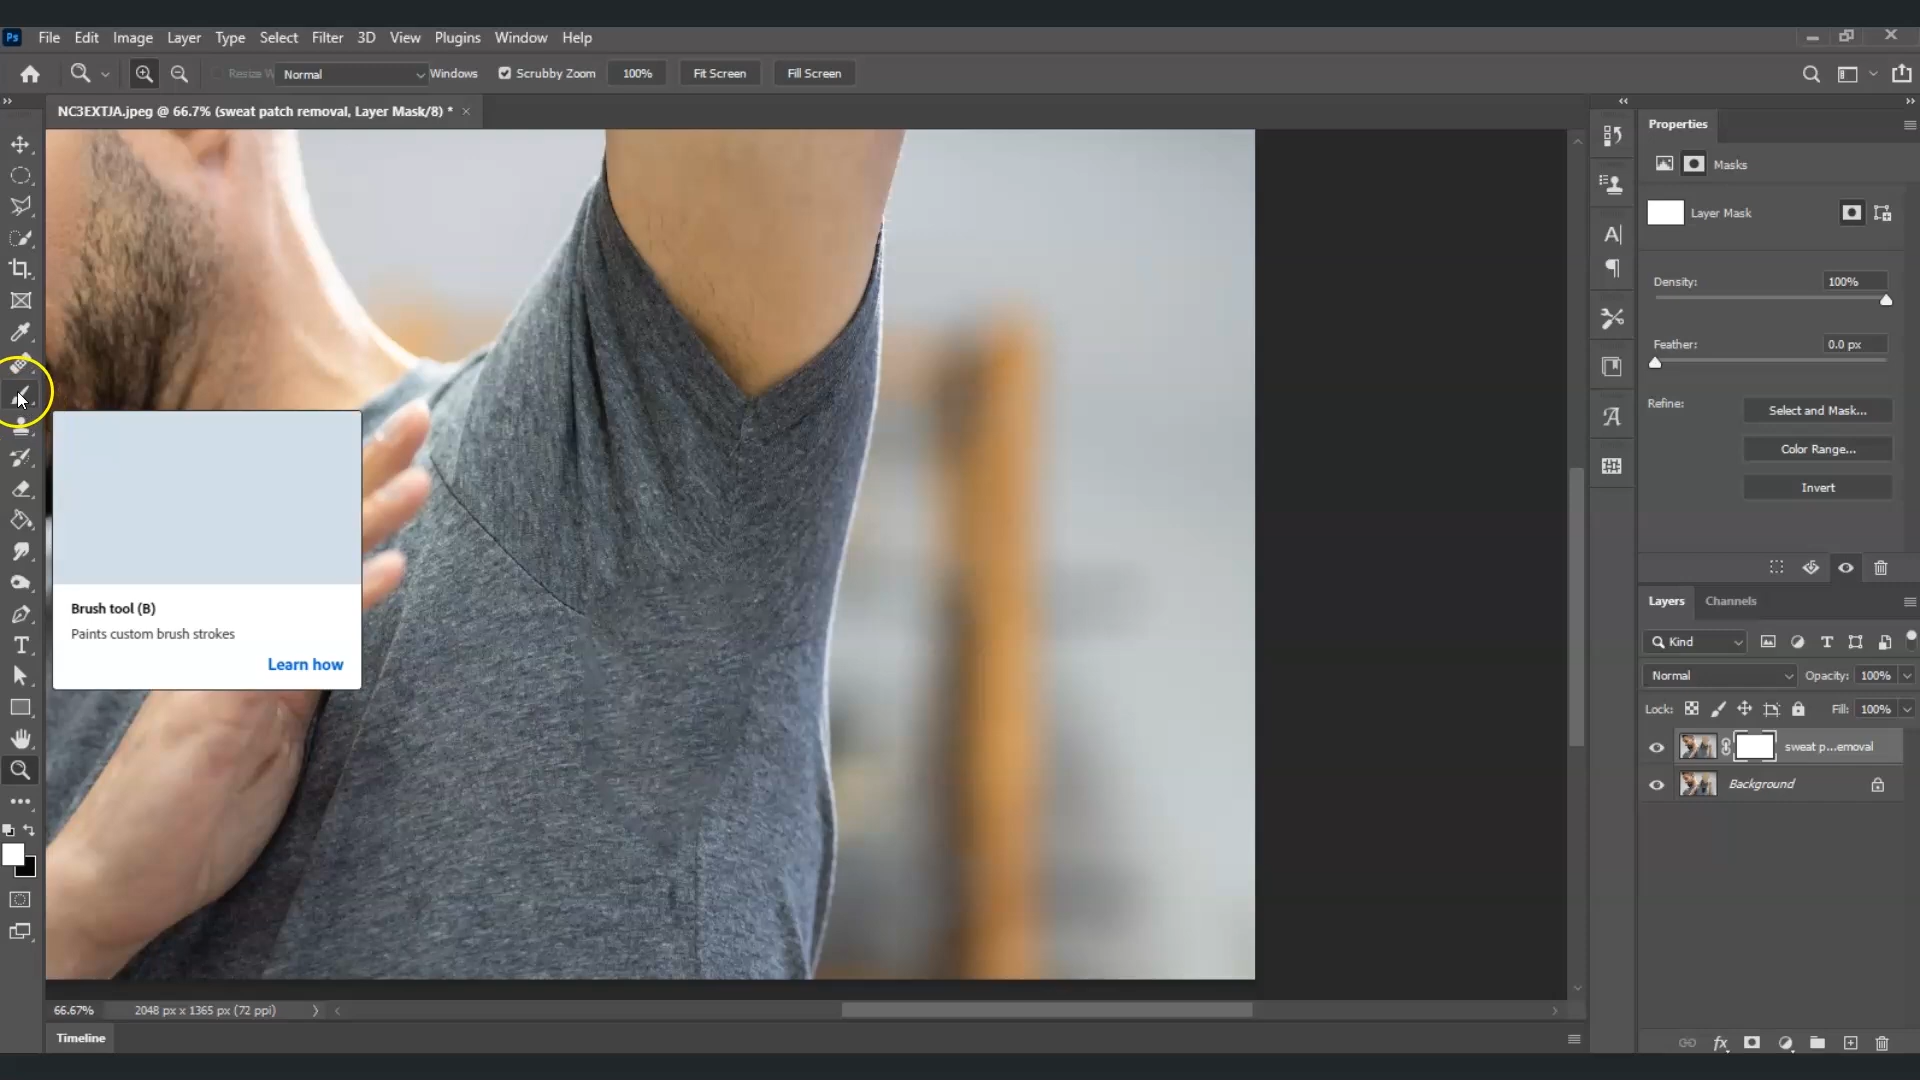 Ps File Edit Image Layer Type Select Filter 3D View Plugins Window Help
Normal Windows Scrubby Zoom 100% Fit Screen Fill Screen
NC3EXTJA.jpeg @ 66.7% (sweat patch removal, Layer Mask/8) *
Properties
Masks
Layer Mask
Density: 100%
Feather: 0.0 px
Refine: Select and Mask...
Color Range...
Invert
Brush tool (B)
Paints custom brush strokes
Learn how
Layers Channels
Kind
Normal Opacity: 100%
Lock: Fill: 100%
sweat p...emoval
Background
66.67% 2048 px x 1365 px (72 ppi)
Timeline